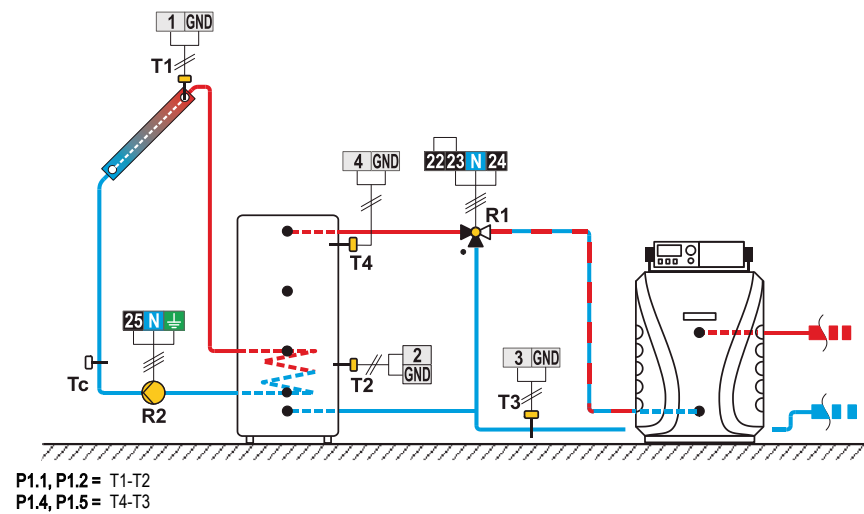 1 GND
T1
4 GND
22 23 N 24
R1
T4
25 N
2
GND
3 GND
Tc
T2
T3
R2
P1.1, P1.2 = T1-T2
P1.4, P1.5 = T4-T3